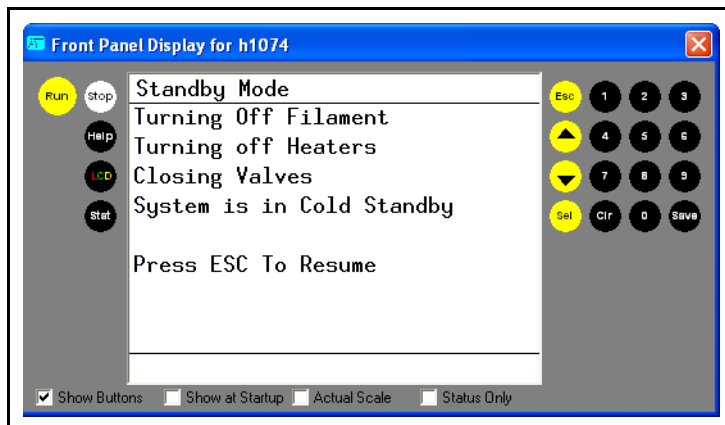 Front Panel Display for h1074
Run Stop
Help
LCD
Stat
Standby Mode
Turning Off Filament
Turning off Heaters
Closing Valves
System is in Cold Standby
Press ESC To Resume
Esc 1 2 3
4 5 6
7 8 9
Sel Clr 0 Save
Show Buttons Show at Startup Actual Scale Status Only